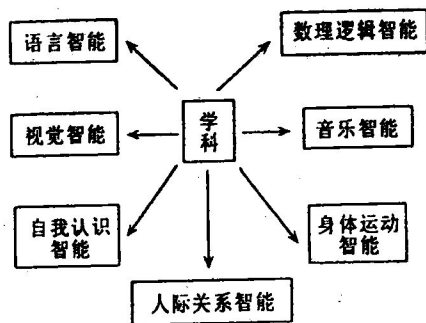 语言智能
数理逻辑智能
视觉智能
学
科
音乐智能
自我认识
智能
身体运动
智能
人际关系智能